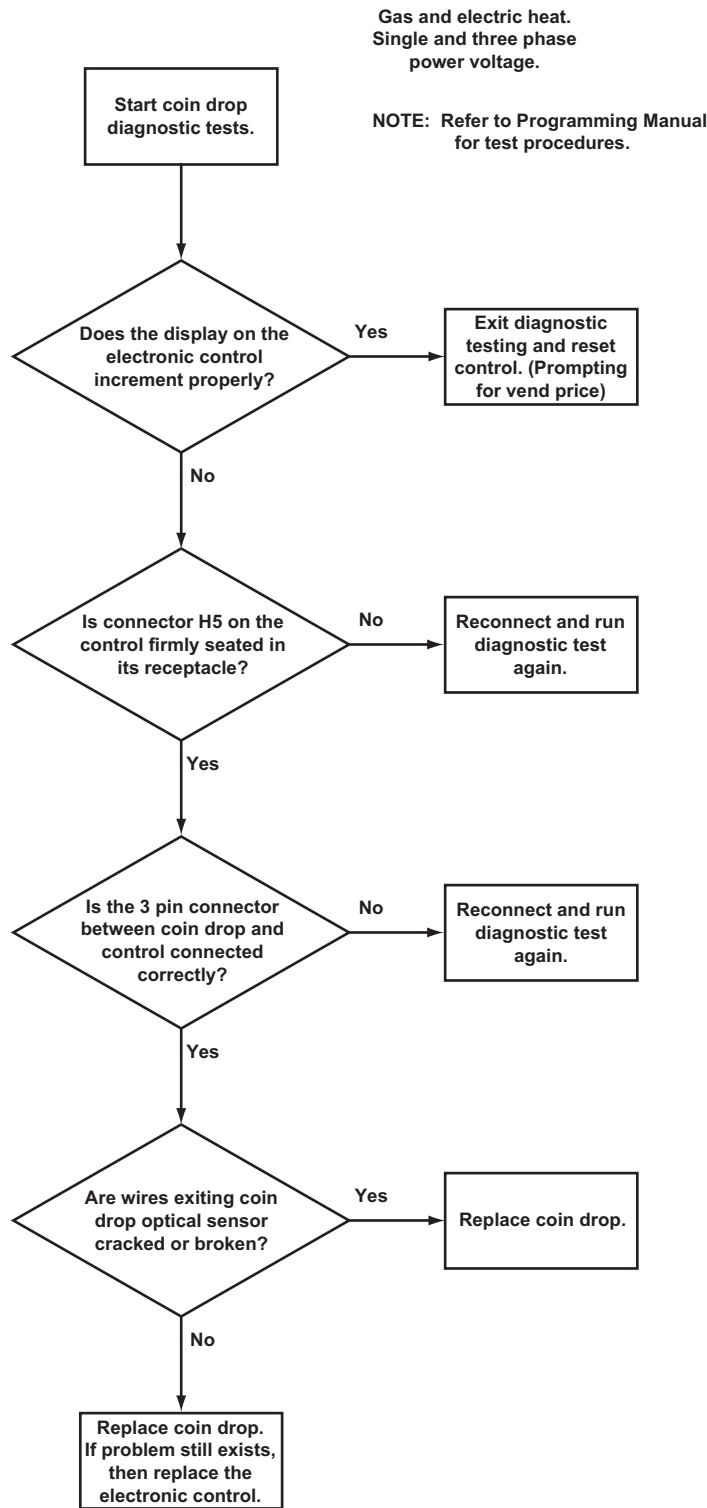 Gas and electric heat.
Single and three phase
power voltage.
Start coin drop
diagnostic tests.
NOTE:  Refer to Programming Manual
for test procedures.
Does the display on the
electronic control
increment properly?
Yes
Exit diagnostic
testing and reset
control. (Prompting
for vend price)
No
Is connector H5 on the
control firmly seated in
its receptacle?
No
Reconnect and run
diagnostic test
again.
Yes
Is the 3 pin connector
between coin drop and
control connected
correctly?
No
Reconnect and run
diagnostic test
again.
Yes
Are wires exiting coin
drop optical sensor
cracked or broken?
Yes
Replace coin drop.
No
Replace coin drop.
If problem still exists,
then replace the
electronic control.